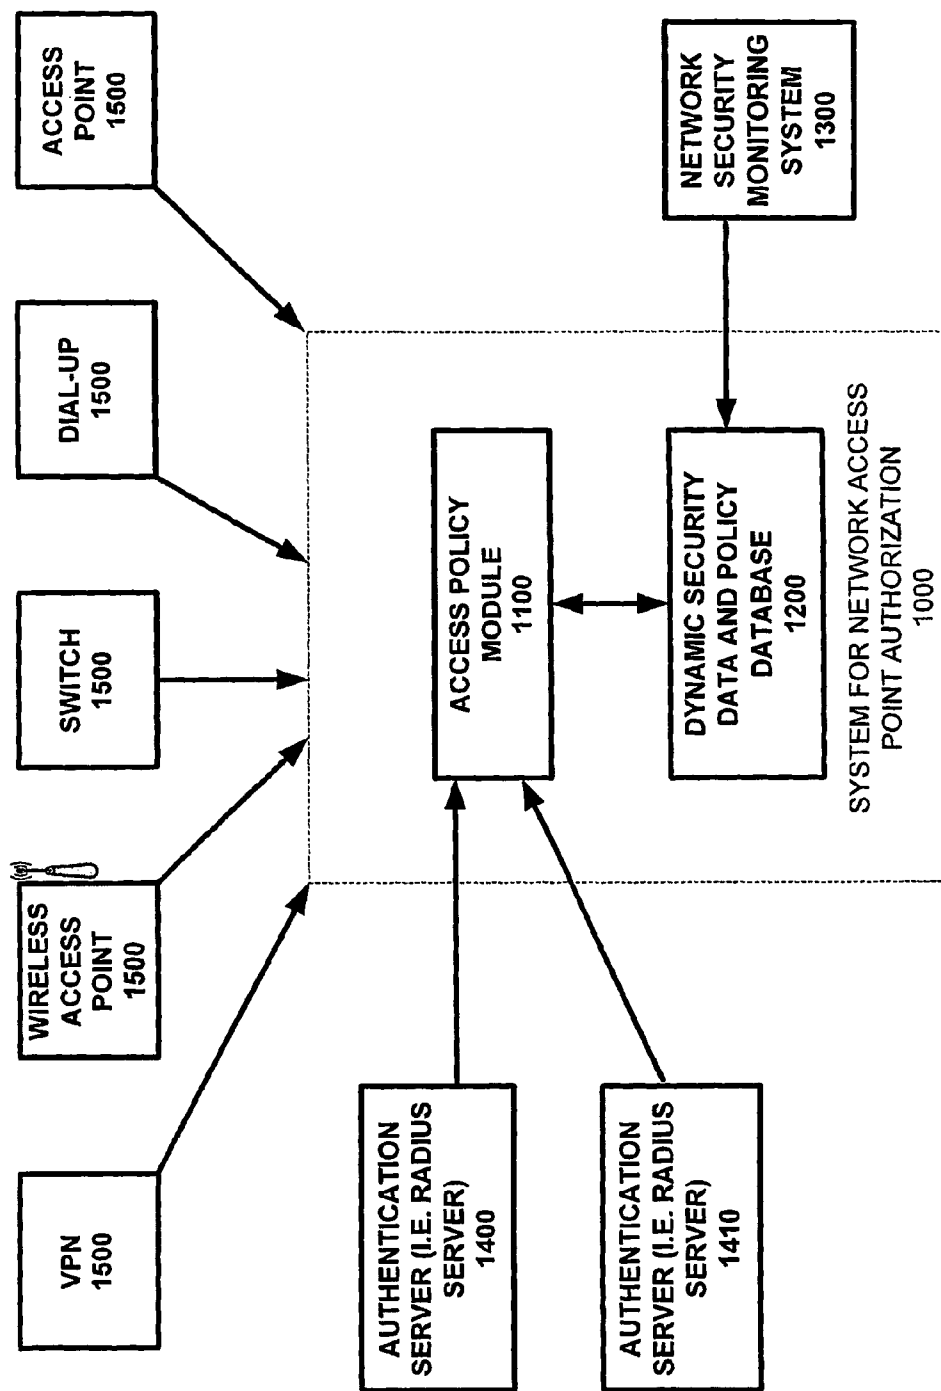 VPN
1500
WIRELESS
ACCESS
POINT
1500
SWITCH
1500
DIAL-UP
1500
ACCESS
POINT
1500
AUTHENTICATION
SERVER (I.E. RADIUS
SERVER)
1400
ACCESS POLICY
MODULE
1100
AUTHENTICATION
SERVER (I.E. RADIUS
SERVER)
1410
DYNAMIC SECURITY
DATA AND POLICY
DATABASE
1200
NETWORK
SECURITY
MONITORING
SYSTEM
1300
SYSTEM FOR NETWORK ACCESS
POINT AUTHORIZATION
1000